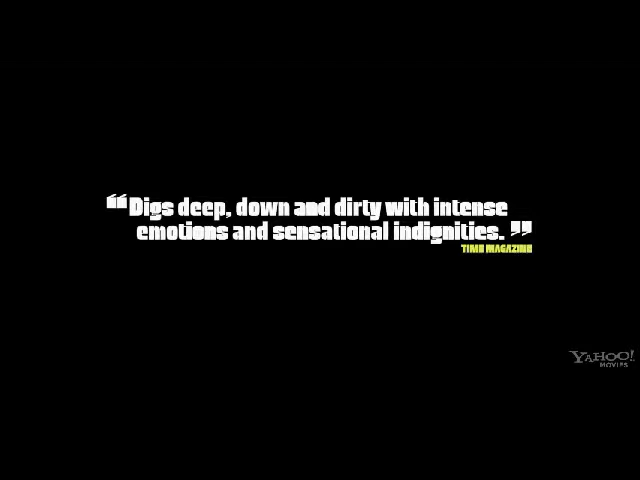 “Digs deep, down and dirty with intense
emotions and sensational indignities.”
TIME MAGAZINE
YAHOO!
MOVIES